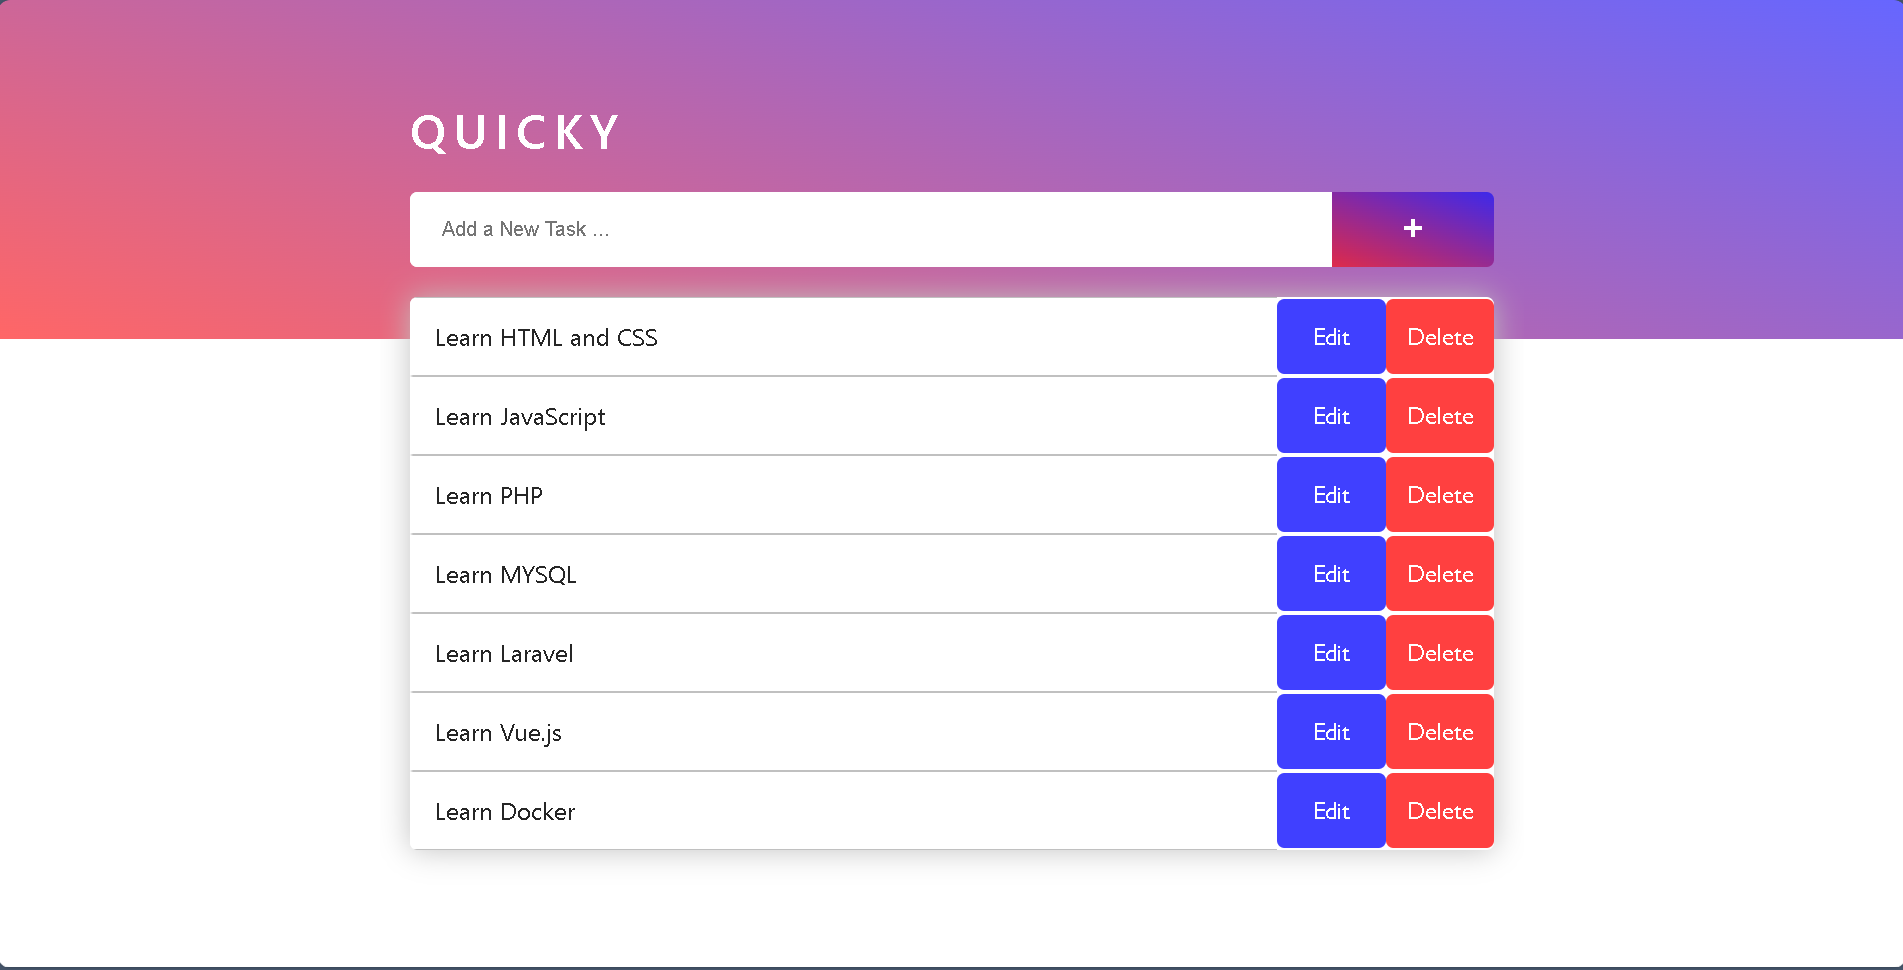 QUICKY
Add a New Task ...
+
Learn HTML and CSS Edit Delete
Learn JavaScript Edit Delete
Learn PHP Edit Delete
Learn MYSQL Edit Delete
Learn Laravel Edit Delete
Learn Vue.js Edit Delete
Learn Docker Edit Delete